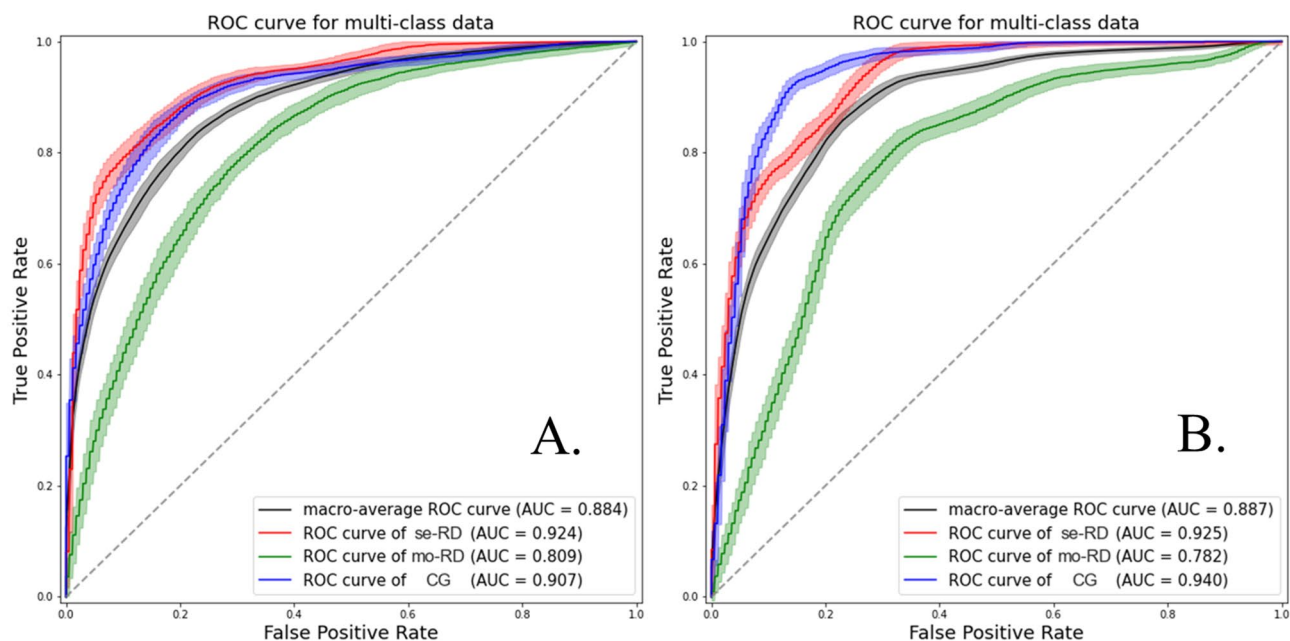 ROC curve for multi-class data
1.0
0.8
0.6
0.4
0.2
0.0
True Positive Rate
A.
macro-average ROC curve (AUC = 0.884)
ROC curve of se-RD (AUC = 0.924)
ROC curve of mo-RD (AUC = 0.809)
ROC curve of CG (AUC = 0.907)
0.0 0.2 0.4 0.6 0.8 1.0
False Positive Rate
ROC curve for multi-class data
1.0
0.8
0.6
0.4
0.2
0.0
True Positive Rate
B.
macro-average ROC curve (AUC = 0.887)
ROC curve of se-RD (AUC = 0.925)
ROC curve of mo-RD (AUC = 0.782)
ROC curve of CG (AUC = 0.940)
0.0 0.2 0.4 0.6 0.8 1.0
False Positive Rate